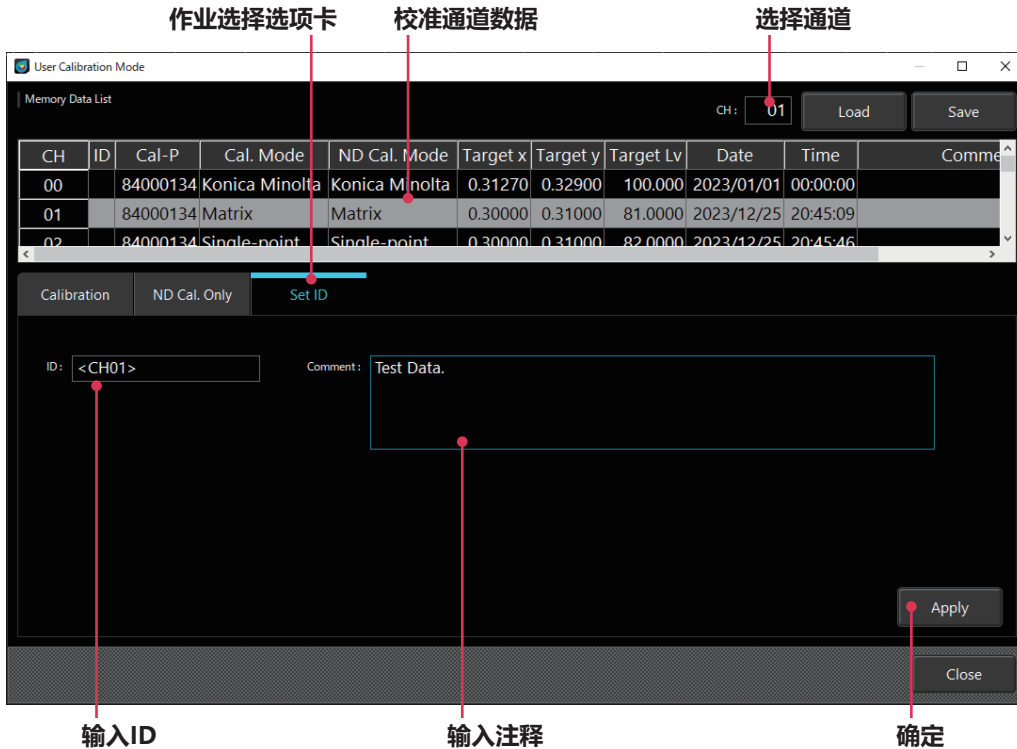 作业选择选项卡 校准通道数据 选择通道
User Calibration Mode
Memory Data List
CH : 01 Load Save
CH ID Cal-P Cal. Mode ND Cal. Mode Target x Target y Target Lv Date Time Comme
00 84000134 Konica Minolta Konica Minolta 0.31270 0.32900 100.000 2023/01/01 00:00:00
01 84000134 Matrix Matrix 0.30000 0.31000 81.0000 2023/12/25 20:45:09
02 84000134 Single-point Single-point 0.30000 0.31000 82.0000 2023/12/25 20:45:46
Calibration ND Cal. Only Set ID
ID : <CH01> Comment : Test Data.
Apply
Close
输入ID 输入注释 确定